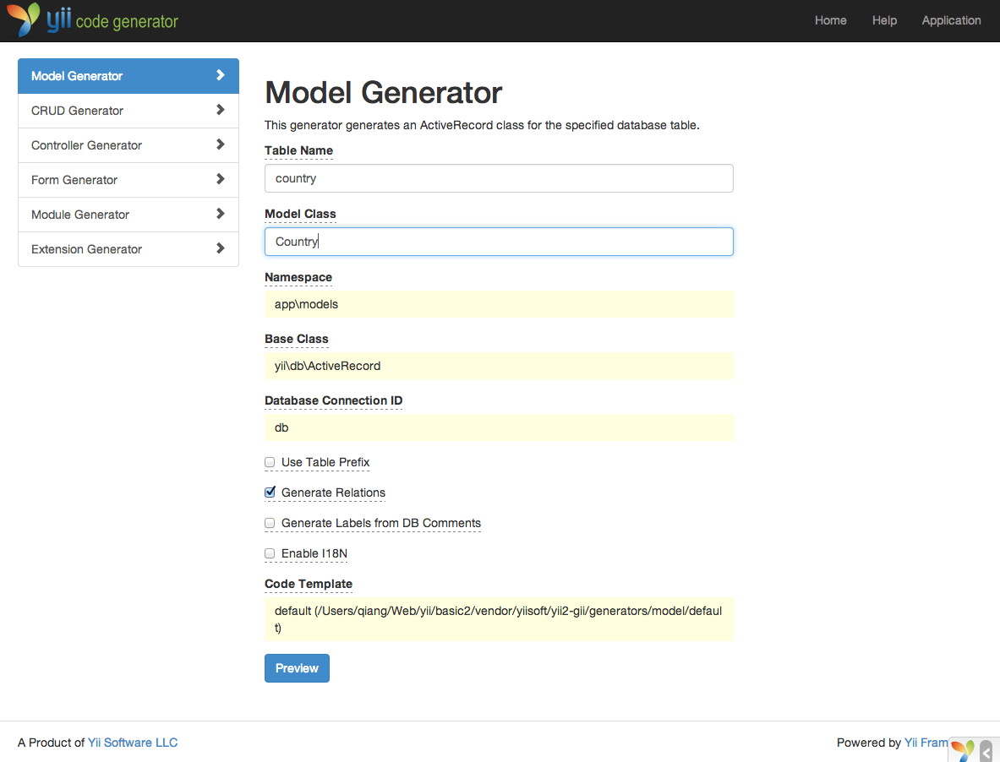 yii code generator
Home Help Application
Model Generator
CRUD Generator
Controller Generator
Form Generator
Module Generator
Extension Generator
Model Generator
This generator generates an ActiveRecord class for the specified database table.
Table Name
country
Model Class
Country
Namespace
app\models
Base Class
yii\db\ActiveRecord
Database Connection ID
db
Use Table Prefix
Generate Relations
Generate Labels from DB Comments
Enable I18N
Code Template
default (/Users/qiang/Web/yii/basic2/vendor/yiisoft/yii2-gii/generators/model/defaul
t)
Preview
A Product of Yii Software LLC
Powered by Yii Fram